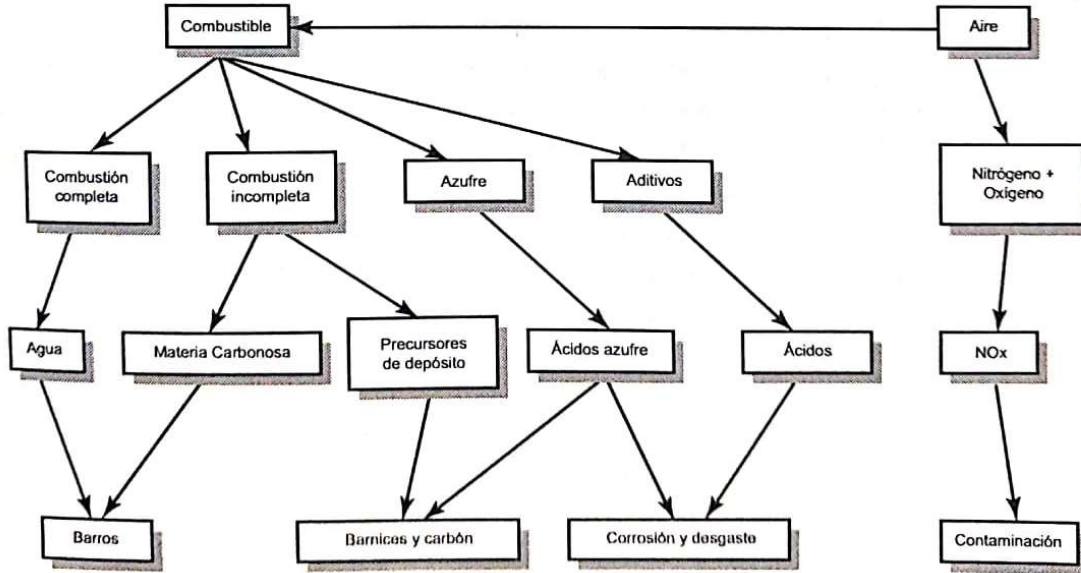 Combustible
Aire
Combustión
completa
Combustión
incompleta
Azufre
Aditivos
Nitrógeno +
Oxígeno
Agua
Materia Carbonosa
Precursores
de depósito
Ácidos azufre
Ácidos
NOx
Barros
Barnices y carbón
Corrosión y desgaste
Contaminación